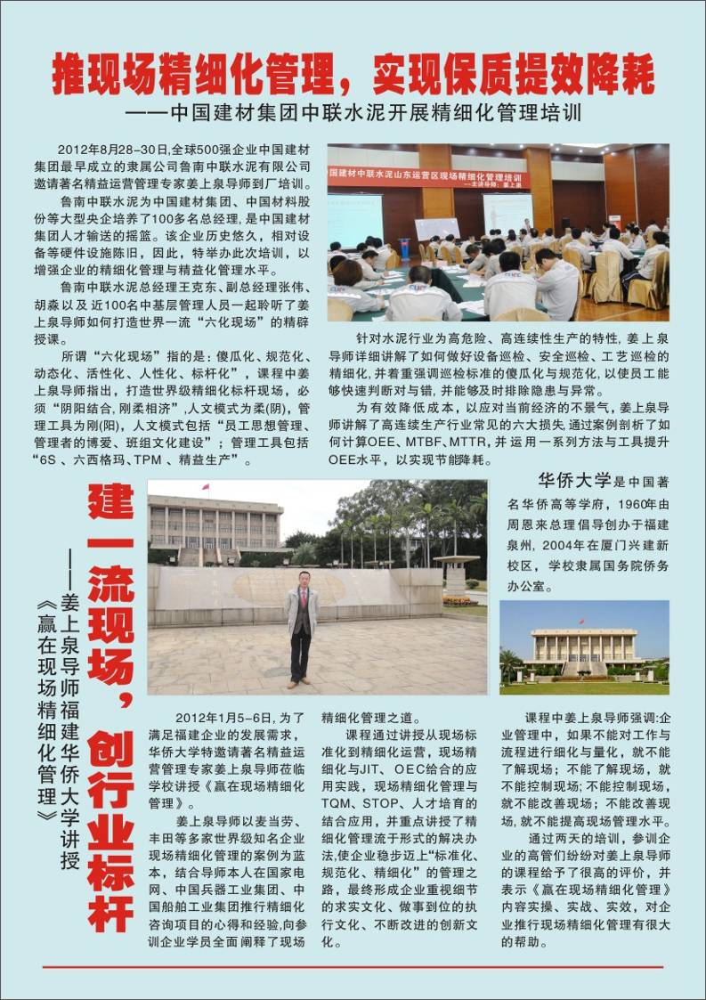 推现场精细化管理，实现保质提效降耗
——中国建材集团中联水泥开展精细化管理培训
2012年8月28-30日,全球500强企业中国建材
集团最早成立的隶属公司鲁南中联水泥有限公司
邀请著名精益运营管理专家姜上泉导师到厂培训。
鲁南中联水泥为中国建材集团、中国材料股
份等大型央企培养了100多名总经理,是中国建材
集团人才输送的摇篮。该企业历史悠久，相对设
备等硬件设施陈旧，因此，特举办此次培训，以
增强企业的精细化管理与精益化管理水平。
鲁南中联水泥总经理王克东、副总经理张伟、
胡淼以及近100名中基层管理人员一起聆听了姜
上泉导师如何打造世界一流“六化现场”的精辟
授课。
所谓“六化现场”指的是：傻瓜化、规范化、
动态化、活性化、人性化、标杆化”，课程中姜
上泉导师指出，打造世界级精细化标杆现场，必
须“阴阳结合,刚柔相济”,人文模式为柔(阴)，管
理工具为刚(阳)，人文模式包括“员工思想管理、
管理者的博爱、班组文化建设”；管理工具包括
“6S 、六西格玛、TPM 、精益生产”。
中国建材中联水泥山东运营区现场精细化管理培训
--主讲导师：姜上泉
针对水泥行业为高危险、高连续性生产的特性,姜上泉
导师详细讲解了如何做好设备巡检、安全巡检、工艺巡检的
精细化,并着重强调巡检标准的傻瓜化与规范化,以使员工能
够快速判断对与错,并能够及时排除隐患与异常。
为有效降低成本，以应对当前经济的不景气，姜上泉导
师讲解了高连续生产行业常见的六大损失,通过案例剖析了如
何计算OEE、MTBF、MTTR,并运用一系列方法与工具提升
OEE水平，以实现节能降耗。
建一流现场，创行业标杆
——姜上泉导师福建华侨大学讲授
《赢在现场精细化管理》
华侨大学是中国著
名华侨高等学府，1960年由
周恩来总理倡导创办于福建
泉州, 2004年在厦门兴建新
校区，学校隶属国务院侨务
办公室。
2012年1月5-6日,为了
满足福建企业的发展需求，
华侨大学特邀请著名精益运
营管理专家姜上泉导师莅临
学校讲授《赢在现场精细化
管理》。
姜上泉导师以麦当劳、
丰田等多家世界级知名企业
现场精细化管理的案例为蓝
本，结合导师本人在国家电
网、中国兵器工业集团、中
国船舶工业集团推行精细化
咨询项目的心得和经验,向参
训企业学员全面阐释了现场
精细化管理之道。
课程通过讲授从现场标
准化到精细化运营，现场精
细化与JIT、OEC给合的应
用实践，现场精细化管理与
TQM、STOP、人才培育的
结合应用，并重点讲授了精
细化管理流于形式的解决办
法,使企业稳步迈上“标准化、
规范化、精细化”的管理之
路，最终形成企业重视细节
的求实文化、做事到位的执
行文化、不断改进的创新文
化。
课程中姜上泉导师强调:企
业管理中，如果不能对工作与
流程进行细化与量化，就不能
了解现场；不能了解现场，就
不能控制现场;不能控制现场，
就不能改善现场；不能改善现
场,就不能提高现场管理水平。
通过两天的培训，参训企
业的高管们纷纷对姜上泉导师
的课程给予了很高的评价，并
表示《赢在现场精细化管理》
内容实操、实战、实效，对企
业推行现场精细化管理有很大
的帮助。